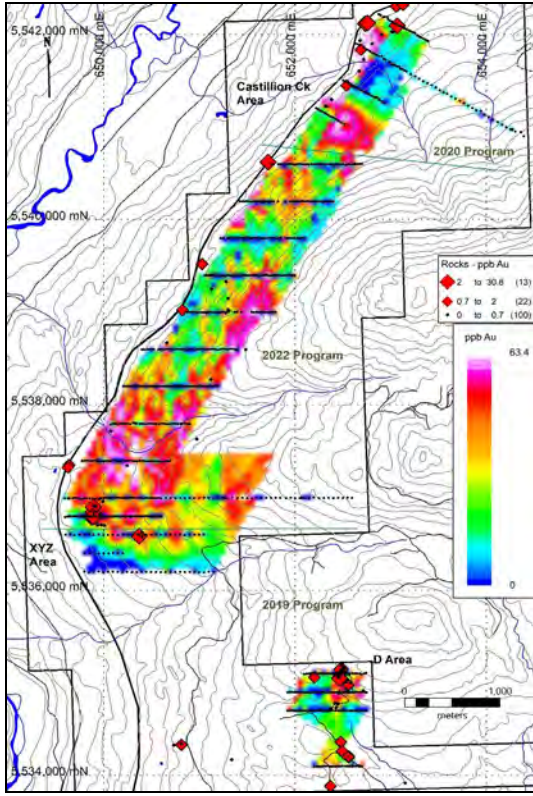 650,000 mE
652,000 mE
654,000 mE
5,542,000 mN
N
Castillion Ck
Area
2020 Program
5,540,000 mN
Rocks - ppb Au
2 to 30.8 (13)
0.7 to 2 (22)
0 to 0.7 (100)
ppb Au
63.4
2022 Program
5,538,000 mN
0
XYZ
Area
5,536,000 mN
2019 Program
D Area
0 1,000
meters
5,534,000 mN